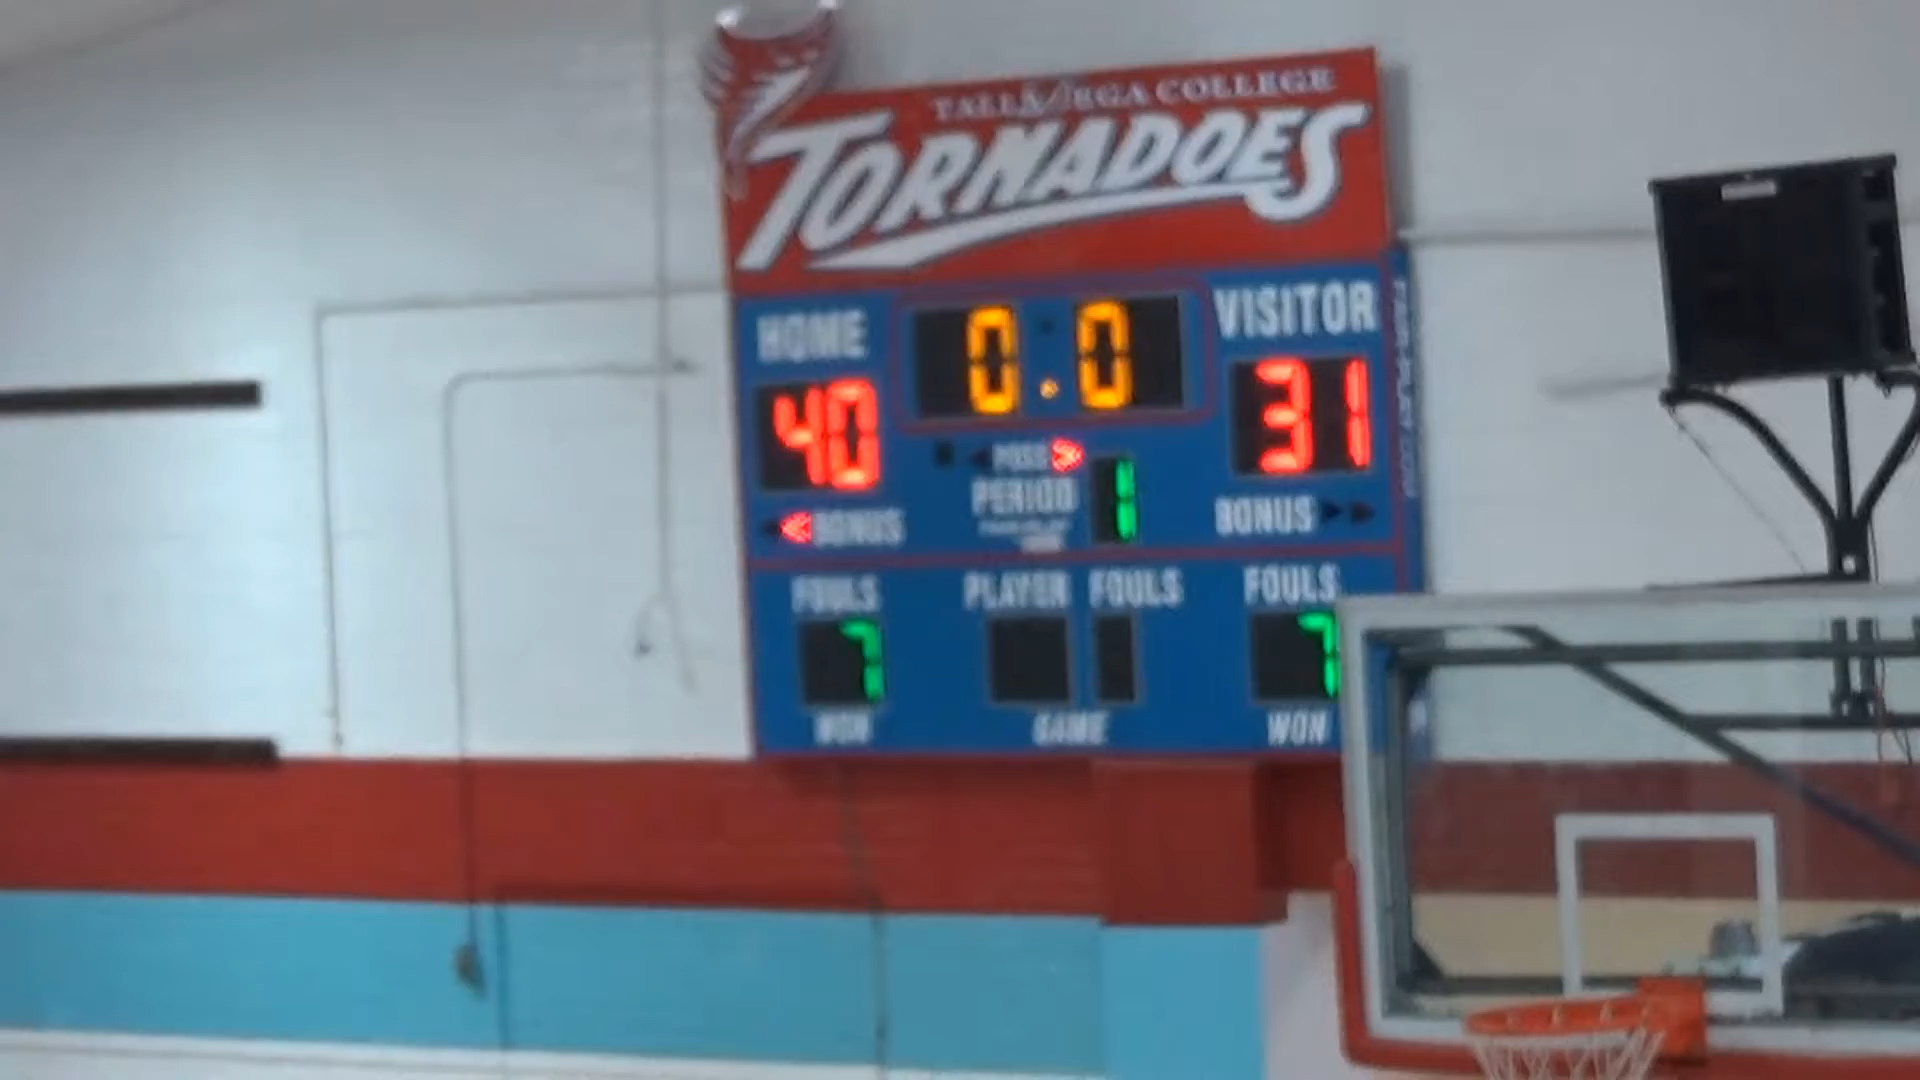 TALLADEGA COLLEGE
TORNADOES
HOME 0.0 VISITOR
40 31
POSS
PERIOD 1
BONUS BONUS
FOULS PLAYER FOULS FOULS
7 7
WON GAME WON